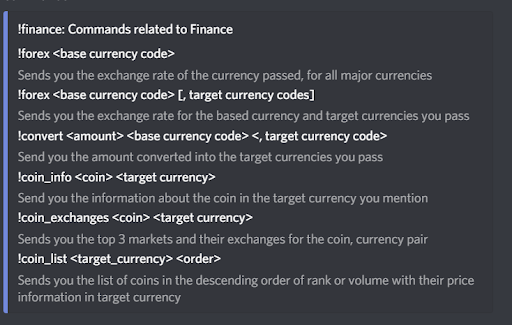 !finance: Commands related to Finance
!forex <base currency code>
Sends you the exchange rate of the currency passed, for all major currencies
!forex <base currency code> [, target currency codes]
Sends you the exchange rate for the based currency and target currencies you pass
!convert <amount> <base currency code> <, target currency code>
Send you the amount converted into the target currencies you pass
!coin_info <coin> <target currency>
Send you the information about the coin in the target currency you mention
!coin_exchanges <coin> <target currency>
Sends you the top 3 markets and their exchanges for the coin, currency pair
!coin_list <target_currency> <order>
Sends you the list of coins in the descending order of rank or volume with their price
information in target currency